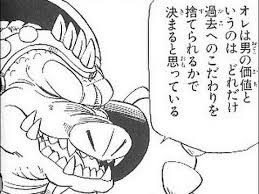 オレは男の価値と
いうのは どれだけ
過去へのこだわりを
捨てられるかで
決まると思っている